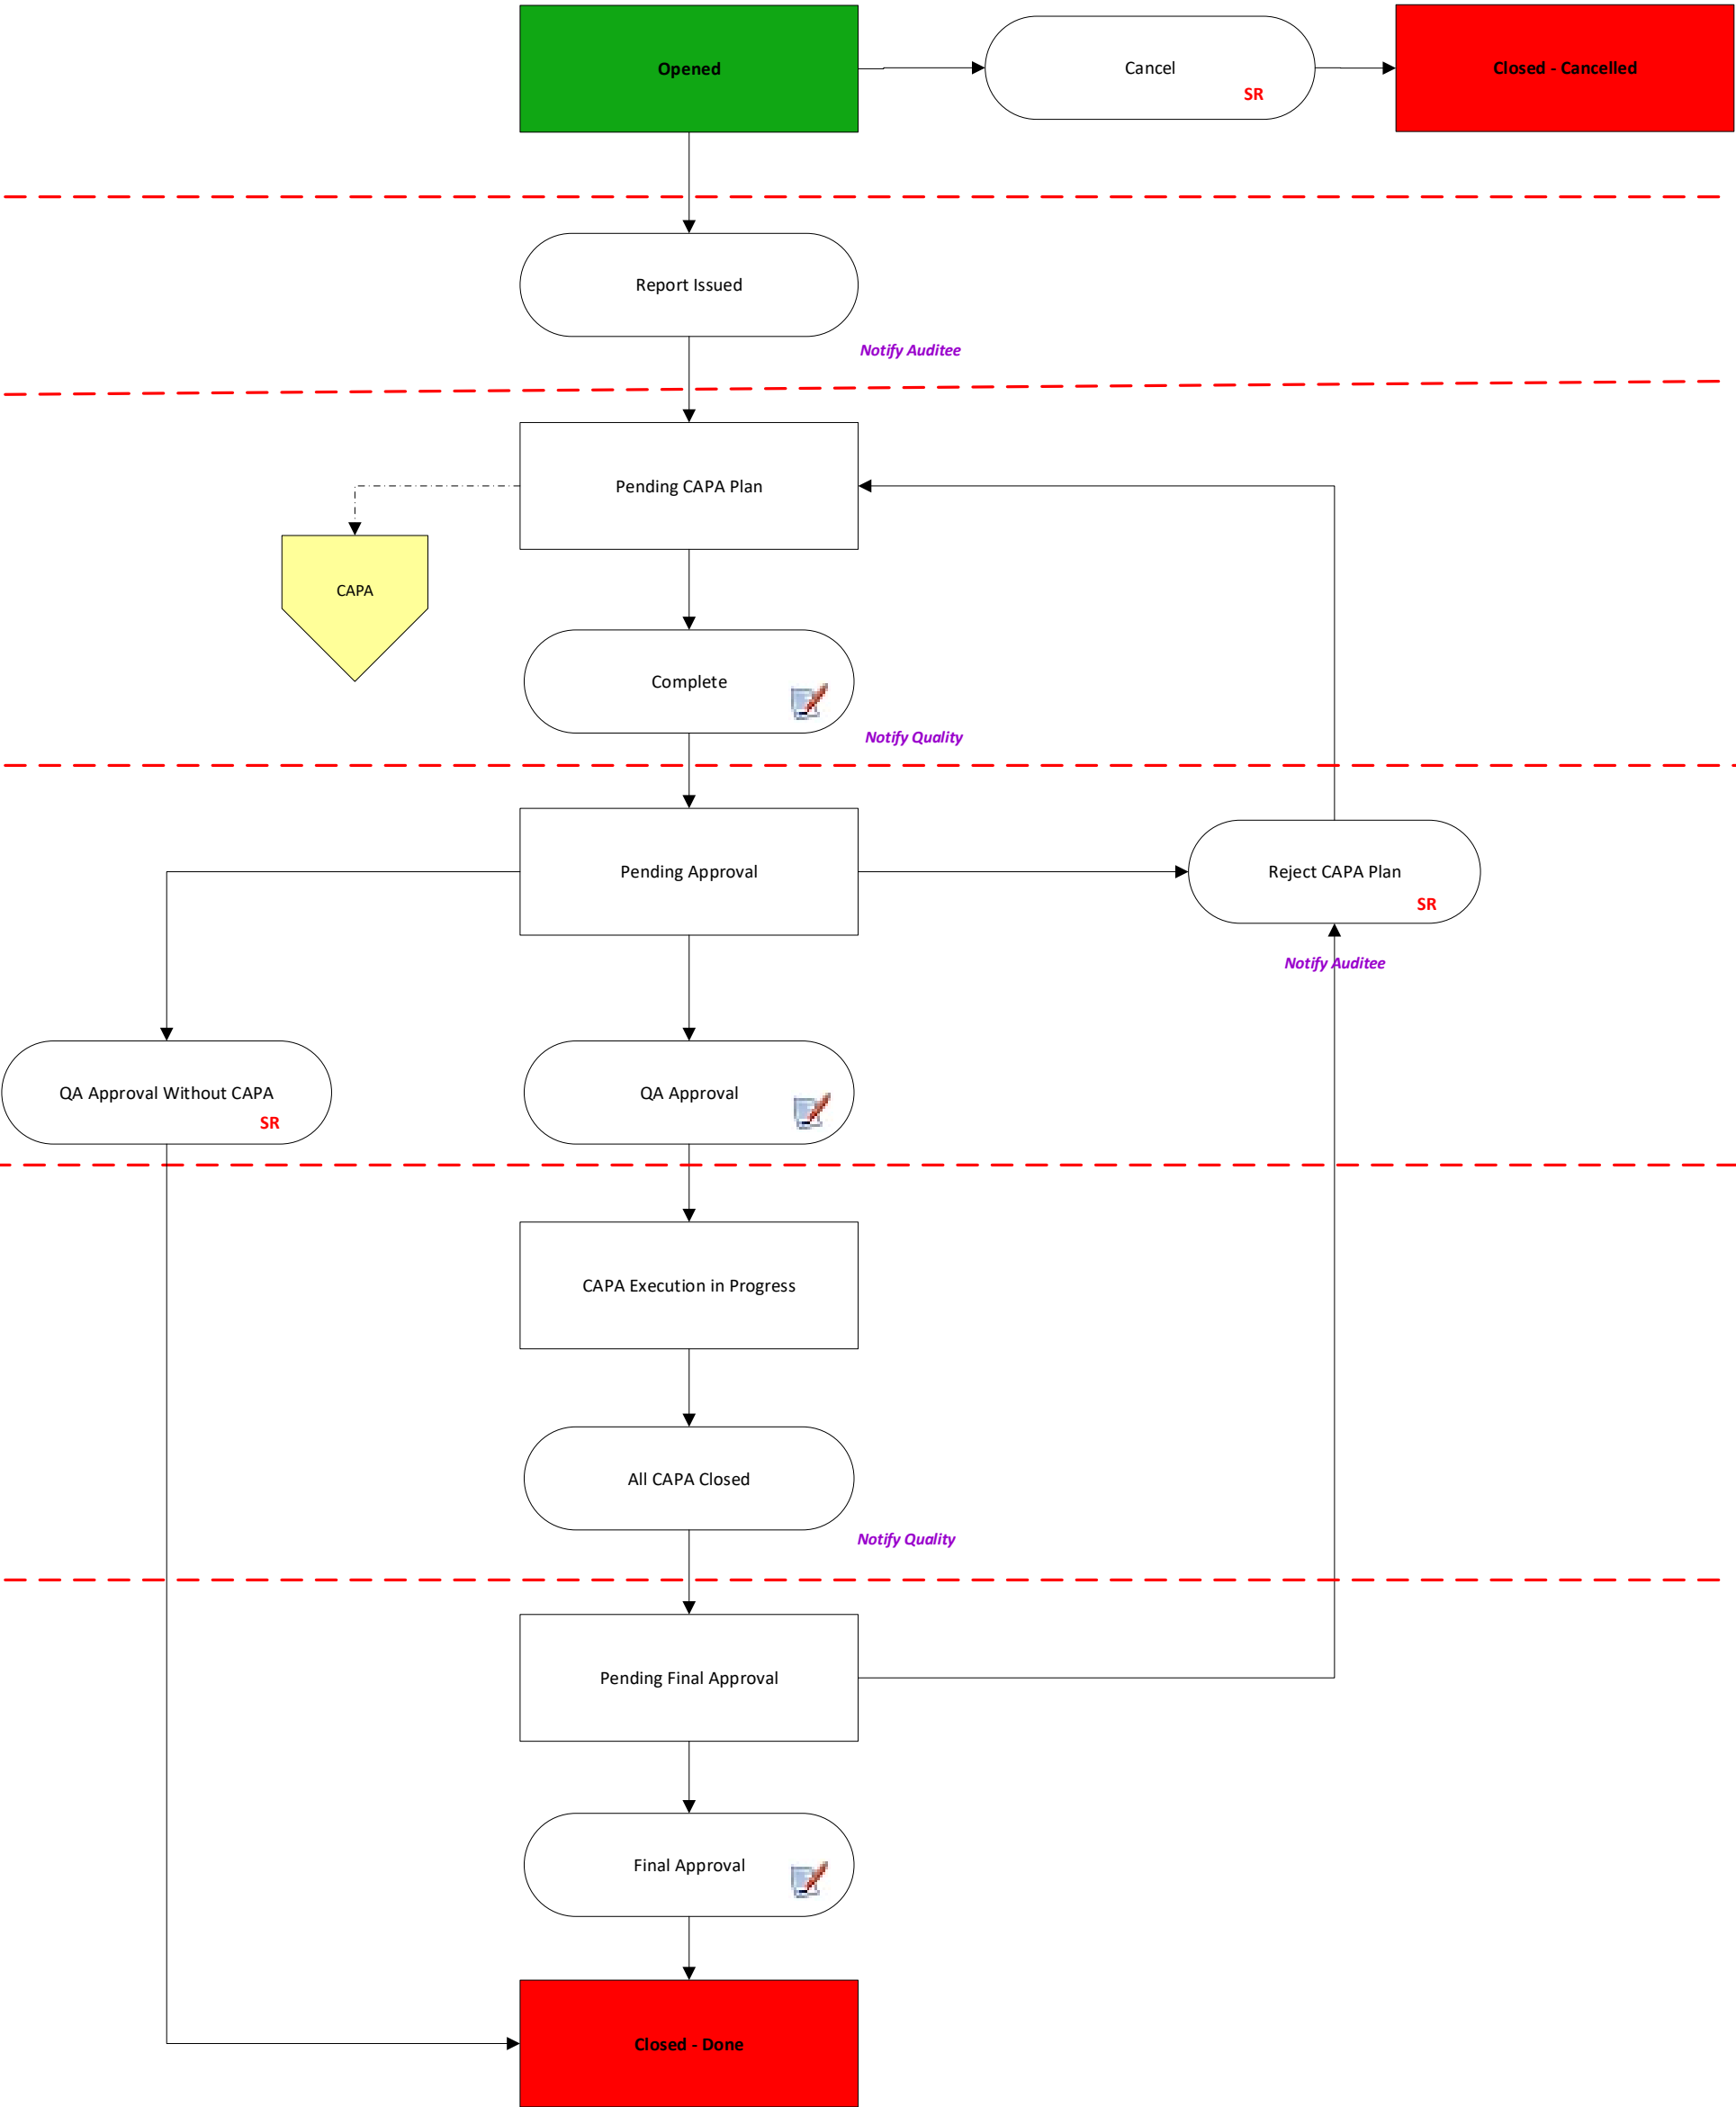 Opened
Cancel
SR
Closed - Cancelled
Report Issued
Notify Auditee
Pending CAPA Plan
CAPA
Complete
Notify Quality
Pending Approval
Reject CAPA Plan
SR
Notify Auditee
QA Approval Without CAPA
SR
QA Approval
CAPA Execution in Progress
All CAPA Closed
Notify Quality
Pending Final Approval
Final Approval
Closed - Done